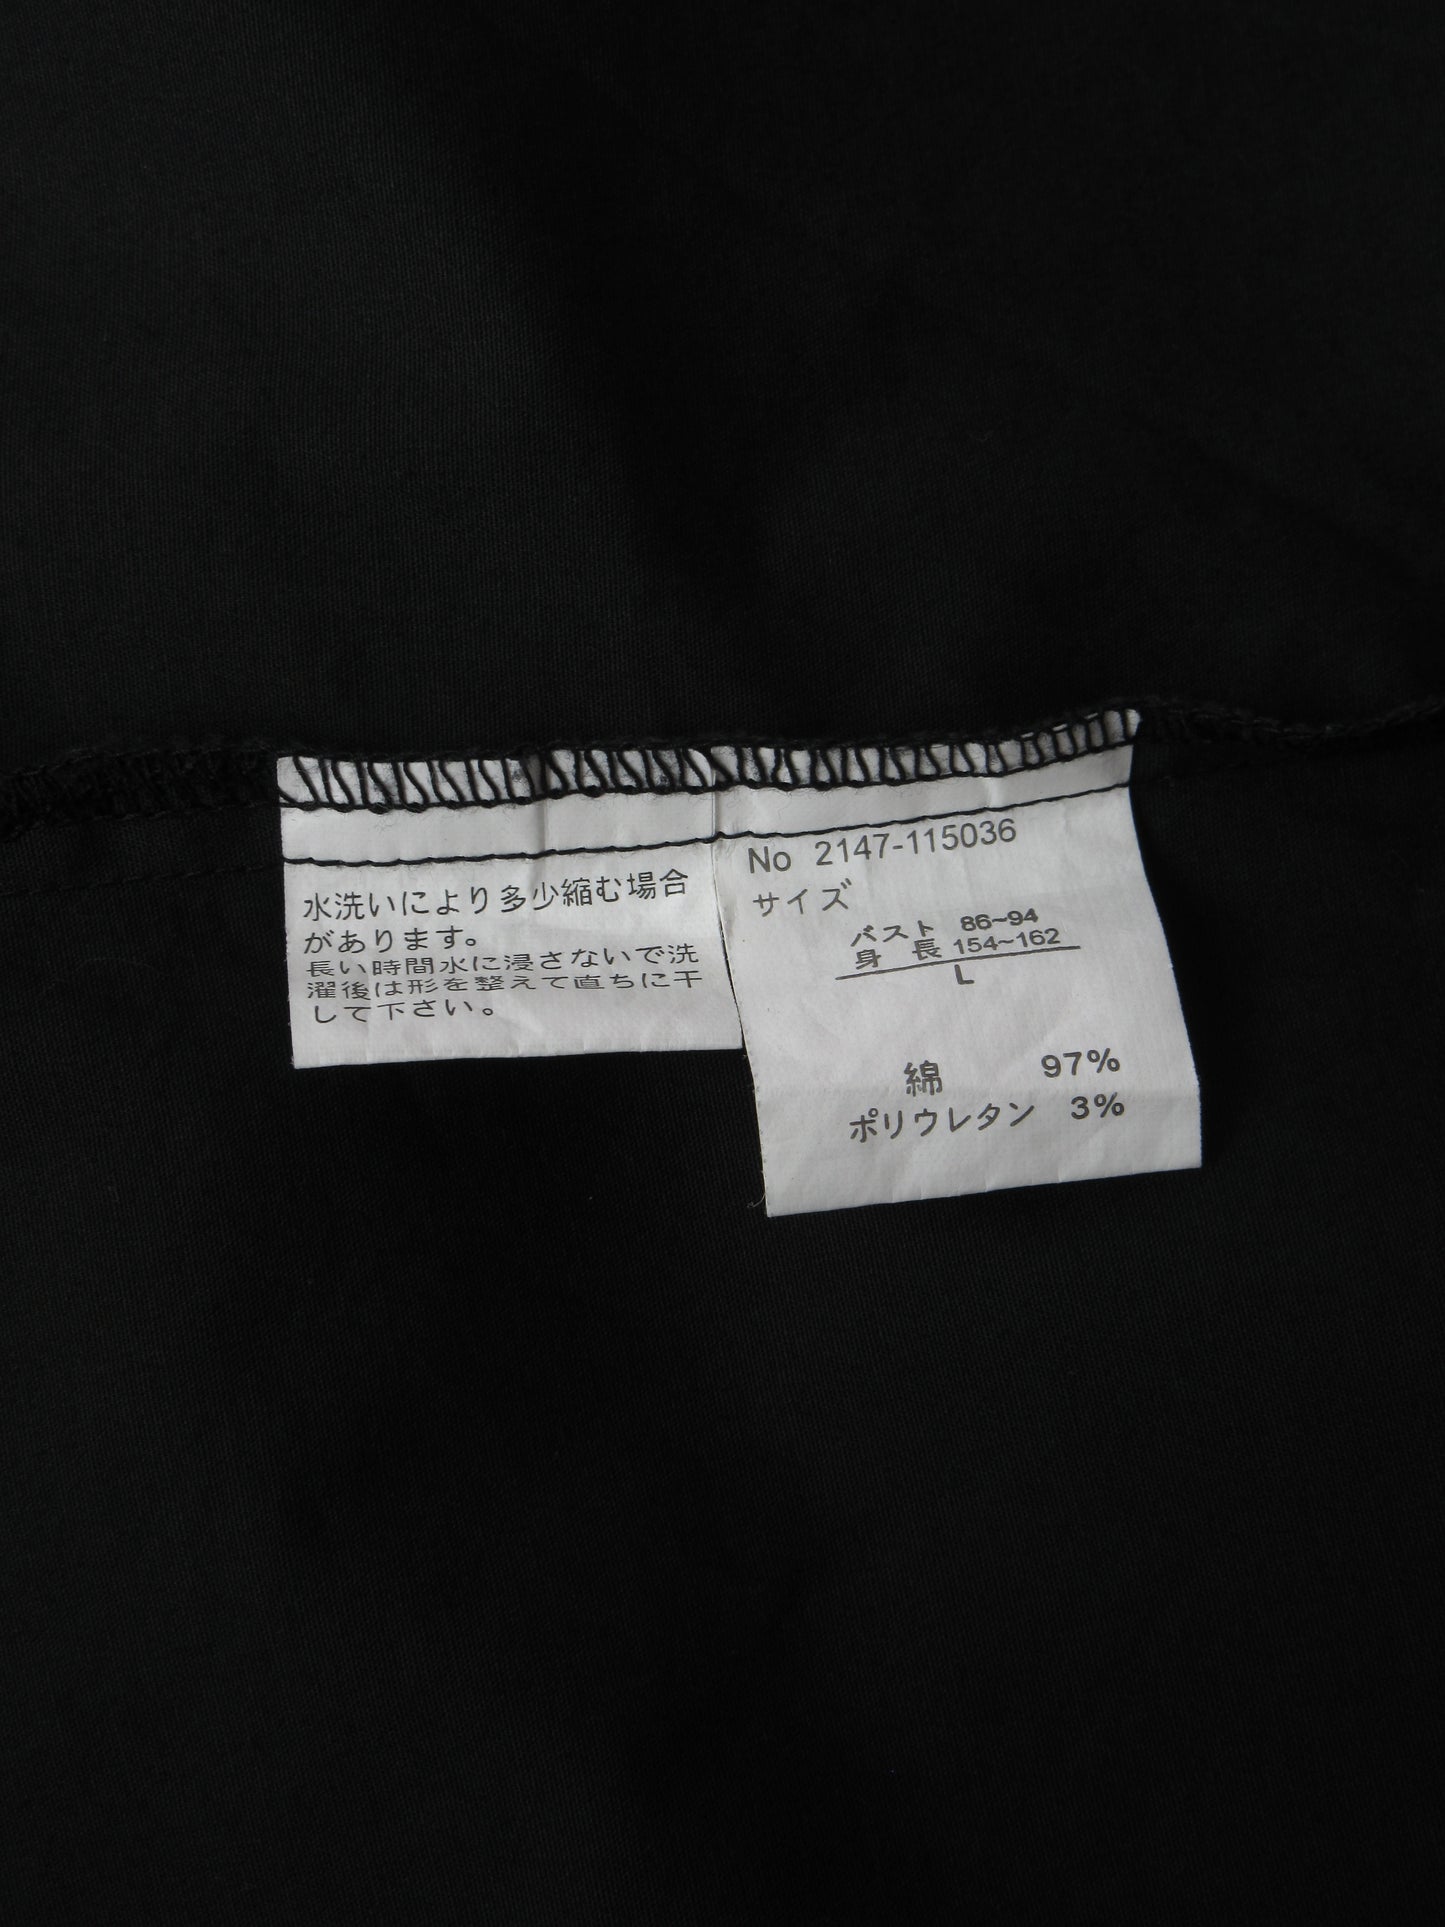 水洗いにより多少縮む場合
があります。
長い時間水に浸さないで洗
濯後は形を整えて直ちに干
して下さい。
No 2147-115036
サイズ
バスト 86~94
身 長 154~162
L
綿 97%
ポリウレタン 3%